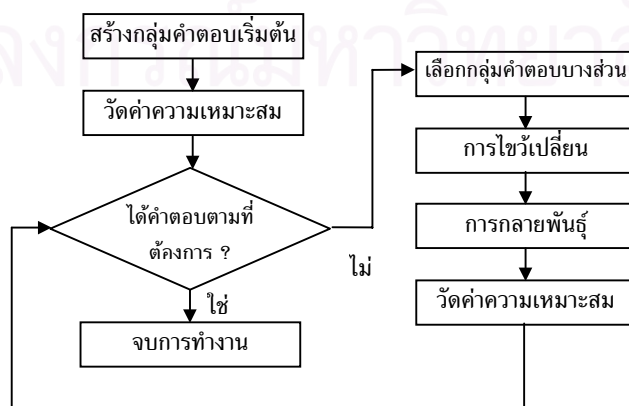 สร้างกลุ่มคำตอบเริ่มต้น
วัดค่าความเหมาะสม
ได้คำตอบตามที่
ต้องการ ?
ใช่
จบการทำงาน
ไม่
เลือกกลุ่มคำตอบบางส่วน
การไขว้เปลี่ยน
การกลายพันธุ์
วัดค่าความเหมาะสม